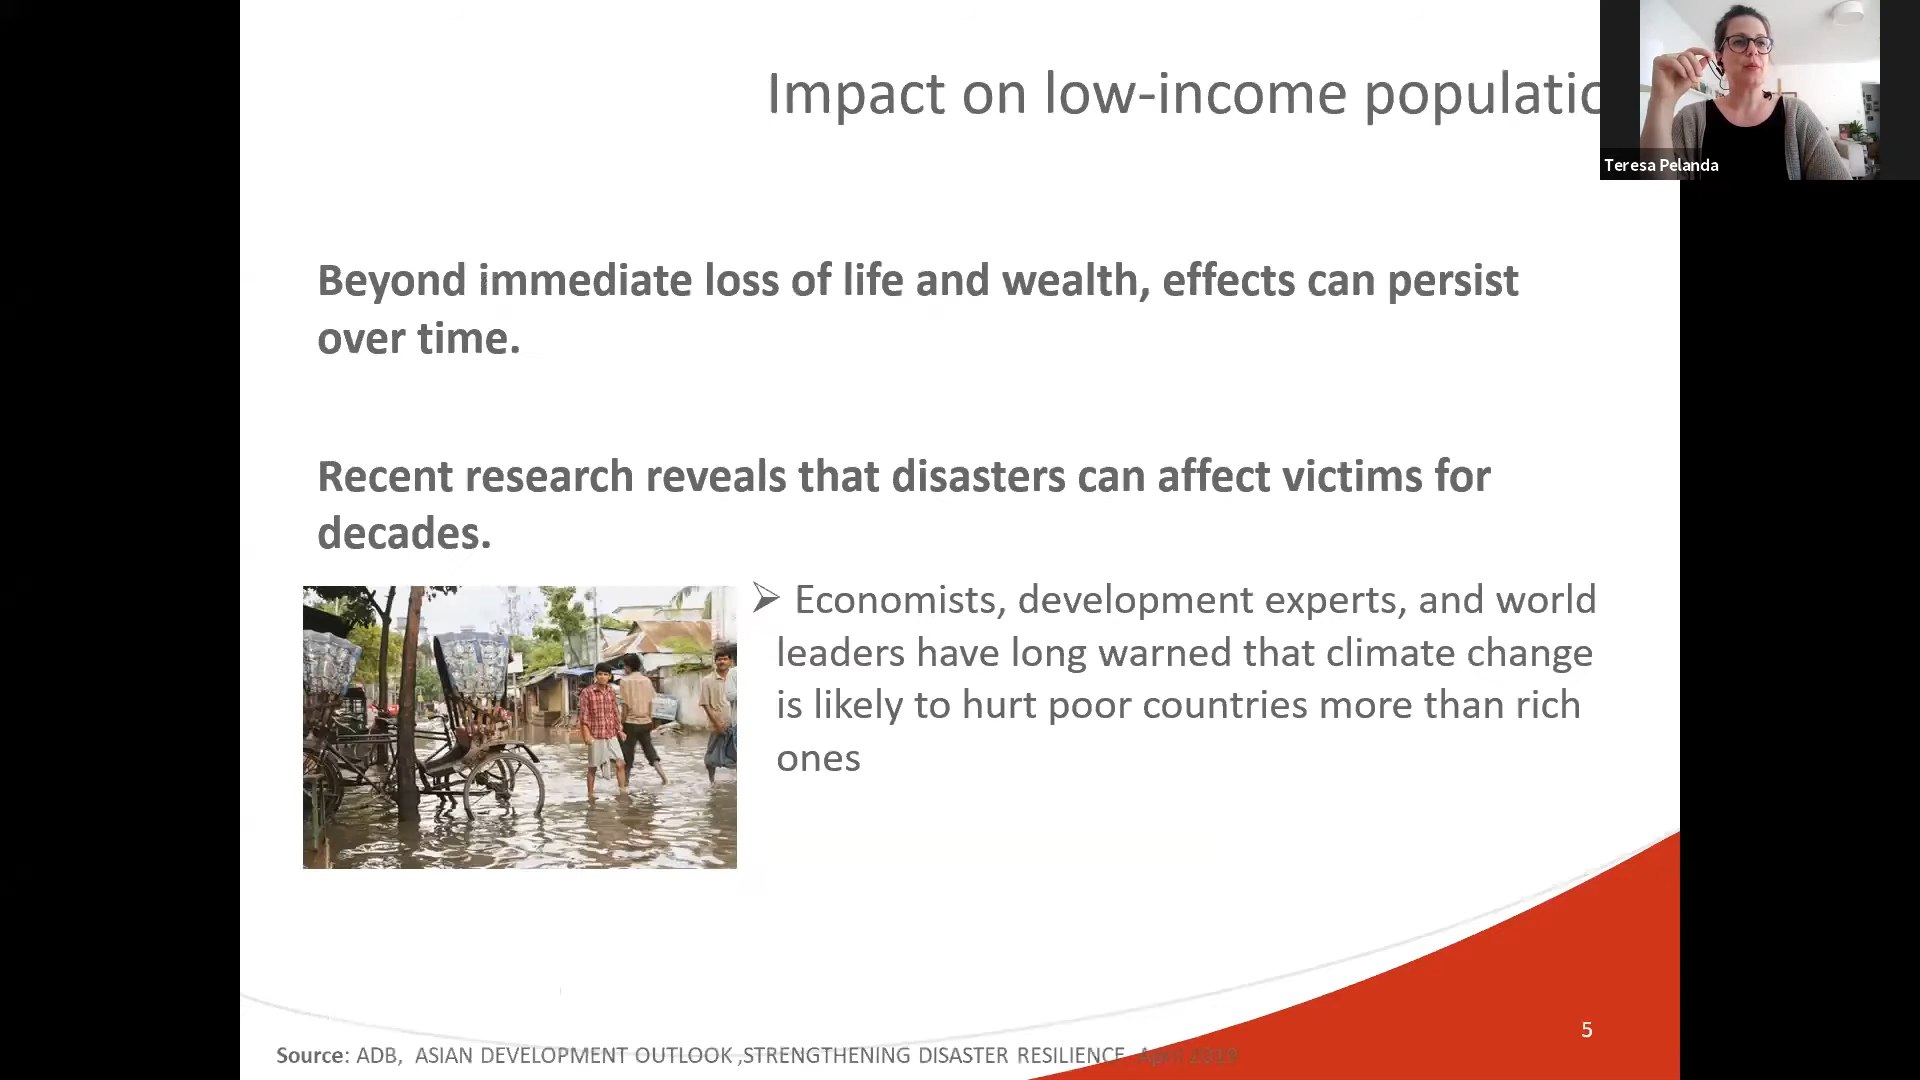 Impact on low-income populatio
Teresa Pelanda
Beyond immediate loss of life and wealth, effects can persist
over time.
Recent research reveals that disasters can affect victims for
decades.
➢ Economists, development experts, and world
leaders have long warned that climate change
is likely to hurt poor countries more than rich
ones
5
Source: ADB, ASIAN DEVELOPMENT OUTLOOK ,STRENGTHENING DISASTER RESILIENCE, April 2019